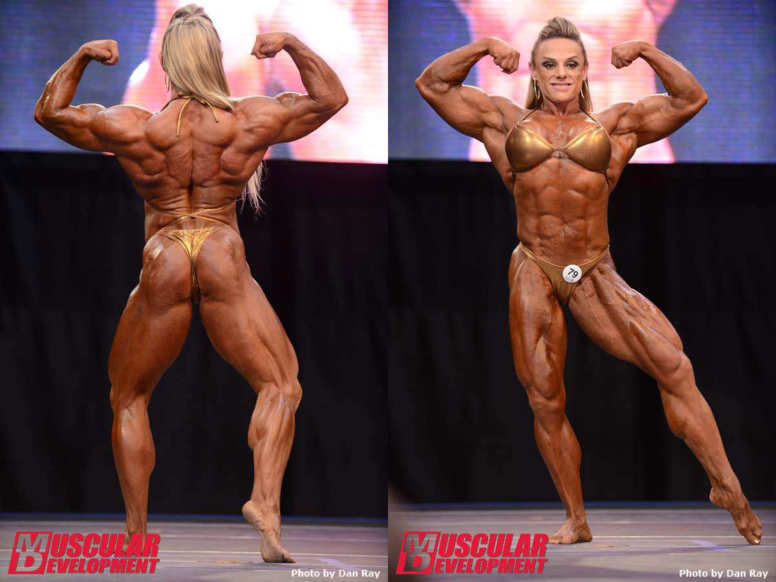 79
MUSCULAR
DEVELOPMENT
Photo by Dan Ray
MUSCULAR
DEVELOPMENT
Photo by Dan Ray